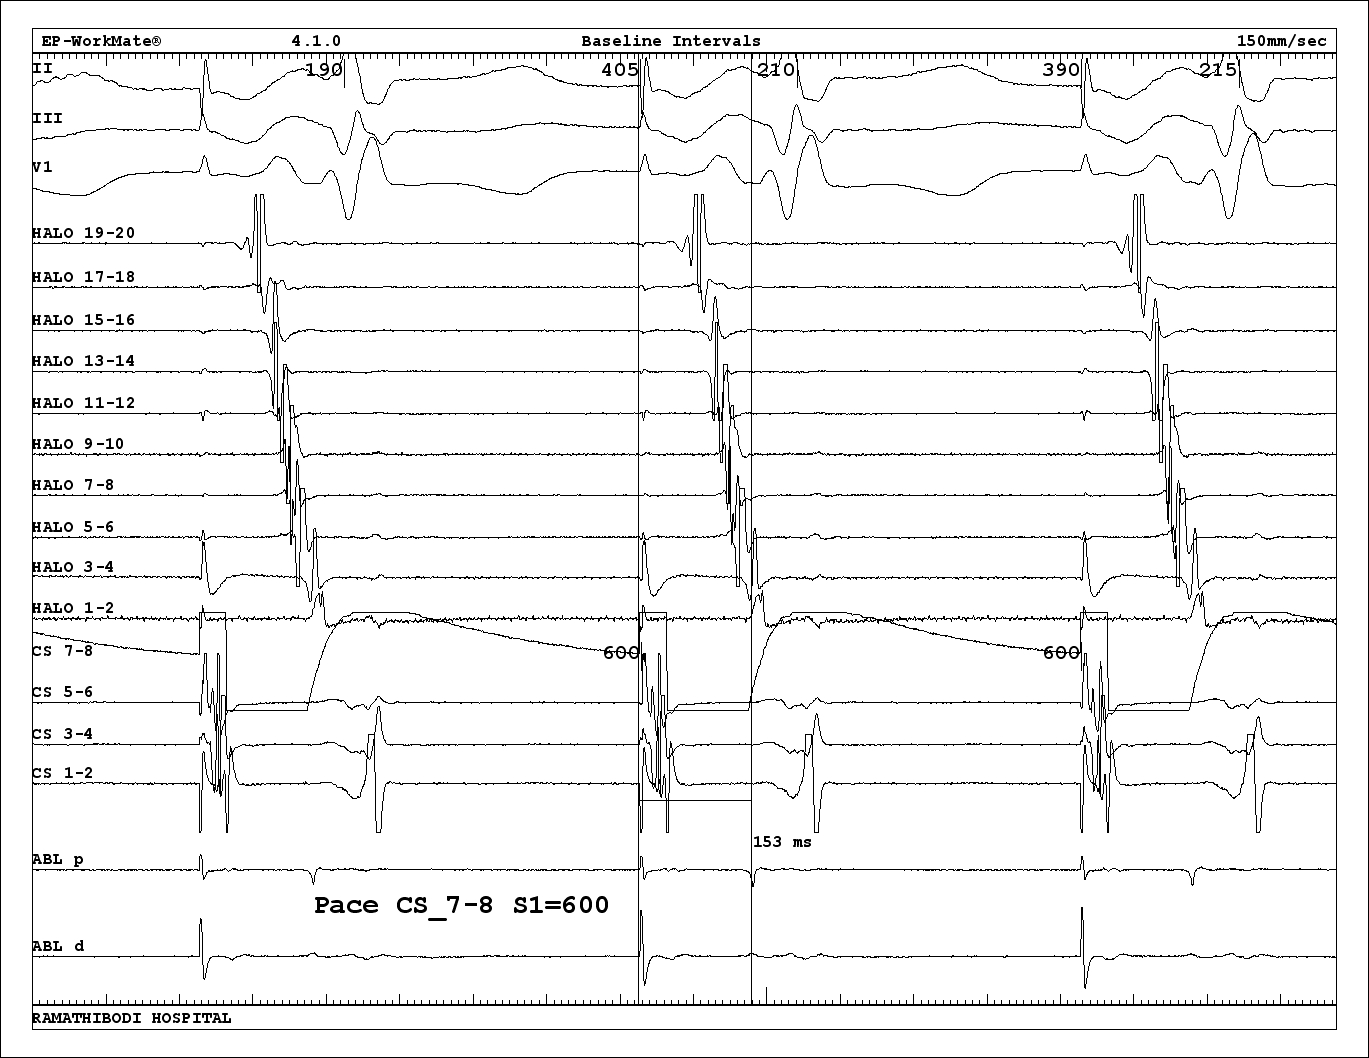 EP-WorkMate® 4.1.0 Baseline Intervals 150mm/sec
II 190 405 210 390 215
III
V1
HALO 19-20
HALO 17-18
HALO 15-16
HALO 13-14
HALO 11-12
HALO 9-10
HALO 7-8
HALO 5-6
HALO 3-4
HALO 1-2
CS 7-8 600 600
CS 5-6
CS 3-4
CS 1-2
153 ms
ABL p
Pace CS_7-8 S1=600
ABL d
RAMATHIBODI HOSPITAL